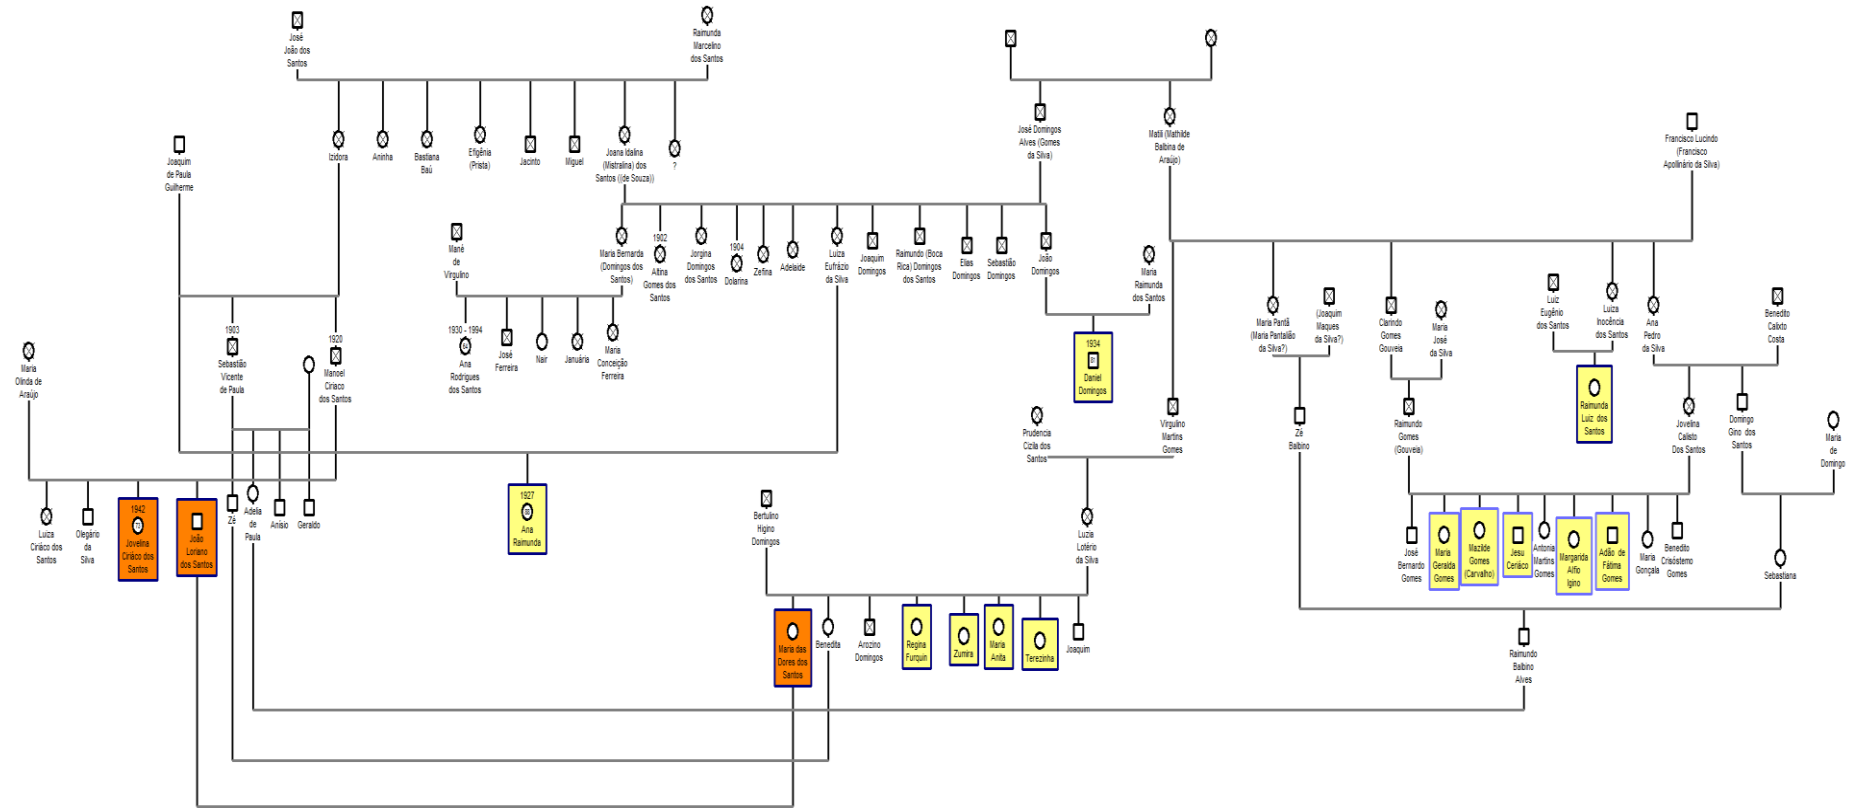 José
João dos
Santos
Raimunda
Marcelino
dos Santos
Joaquim
de Paula
Guilherme
Izidora
Aninha
Bastiana
Baú
Efigênia
(Prista)
Jacinto
Miguel
Joana Idalina
(Mistralina) dos
Santos ((de Souza))
?
José Domingos
Alves (Gomes
da Silva)
Matili (Mathilde
Balbina de
Araújo)
Francisco Lucindo
(Francisco
Apolinário da Silva)
Mané
de
Virgulino
Maria Bernarda
(Domingos dos
Santos)
1902
Altina
Gomes dos
Santos
Jorgina
Domingos
dos Santos
1904
Dolarina
Zefina
Adelaide
Luiza
Eufrázio
da Silva
Joaquim
Domingos
Raimundo (Boca
Rica) Domingos
dos Santos
Elias
Domingos
Sebastião
Domingos
João
Domingos
Maria
Raimunda
dos Santos
Maria
Olinda de
Araújo
1903
Sebastião
Vicente
de Paula
1920
Manoel
Ciriaco
dos Santos
1930 - 1994
64
Ana
Rodrigues
dos Santos
José
Ferreira
Nair
Januária
Maria
Conceição
Ferreira
1934
81
Daniel
Domingos
Maria Pantâ
(Maria Pantalião
da Silva?)
(Joaquim
Maques
da Silva?)
Clarindo
Gomes
Gouveia
Maria
José
da Silva
Luiz
Eugênio
dos Santos
Luiza
Inocência
dos Santos
Ana
Pedro
da Silva
Benedito
Calixto
Costa
Prudencia
Cizila dos
Santos
Virgulino
Martins
Gomes
Zé
Balbino
Raimundo
Gomes
(Gouveia)
Raimunda
Luiz dos
Santos
Jovelina
Calisto
Dos Santos
Domingo
Gino dos
Santos
Maria
de
Domingo
Luiza
Ciriáco dos
Santos
Olegário
da
Silva
1942
73
Jovelina
Ciriáco dos
Santos
João
Loriano
dos Santos
Zé
Adelia
de
Paula
Anísio
Geraldo
1927
88
Ana
Raimunda
Bertulino
Higino
Domingos
Luzia
Lotério
da Silva
José
Bernardo
Gomes
Maria
Geralda
Gomes
Mazilde
Gomes
(Carvalho)
Jesu
Ceriáco
Antonia
Martins
Gomes
Margarida
Alfio
Igino
Adão de
Fátima
Gomes
Maria
Gonçala
Benedito
Crisóstemo
Gomes
Sebastiana
Maria das
Dores dos
Santos
Benedita
Arozino
Domingos
Regina
Furquin
Zumira
Maria
Anita
Terezinha
Joaquim
Raimundo
Balbino
Alves